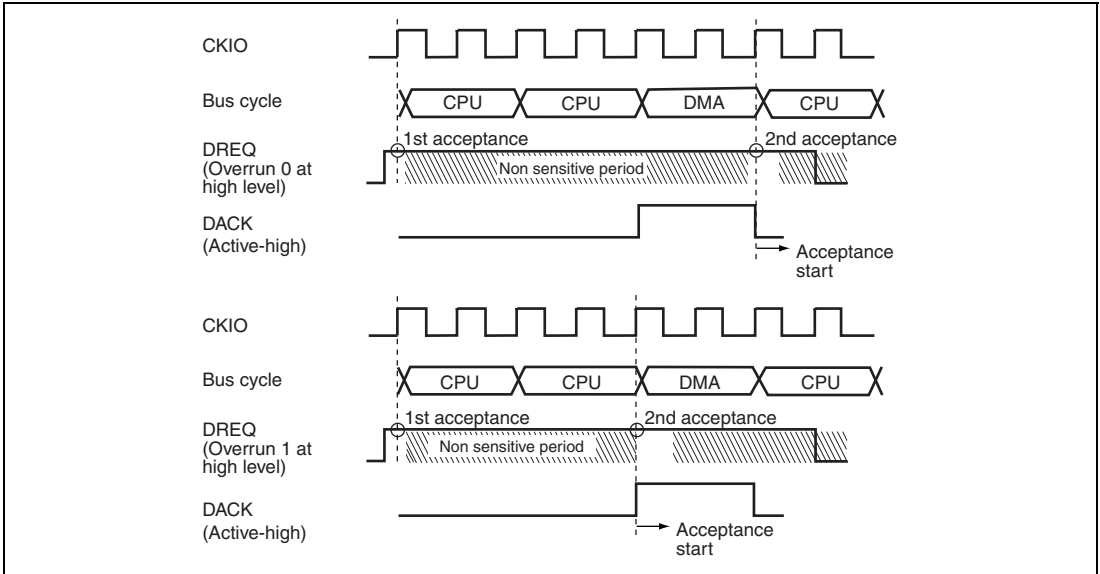 CKIO
Bus cycle
CPU CPU DMA CPU
1st acceptance 2nd acceptance
DREQ
(Overrun 0 at
high level)
Non sensitive period
DACK
(Active-high)
Acceptance
start
CKIO
Bus cycle
CPU CPU DMA CPU
1st acceptance 2nd acceptance
DREQ
(Overrun 1 at
high level)
Non sensitive period
DACK
(Active-high)
Acceptance
start